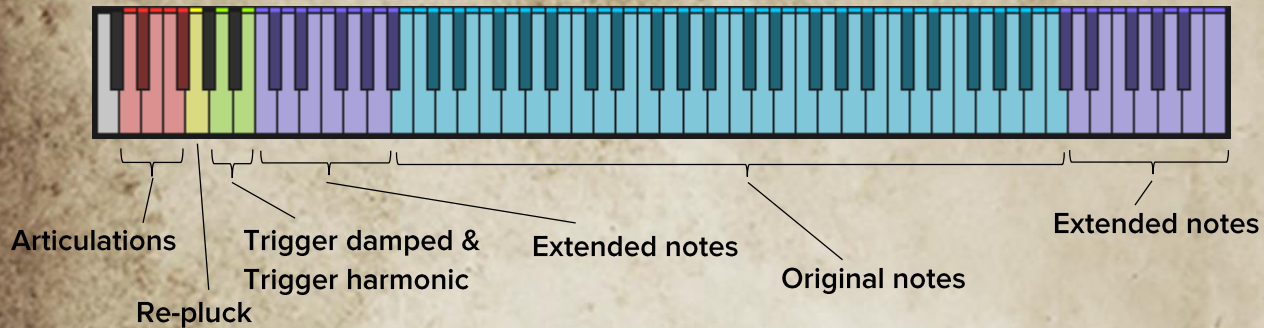 Articulations
Re-pluck
Trigger damped &
Trigger harmonic
Extended notes
Original notes
Extended notes